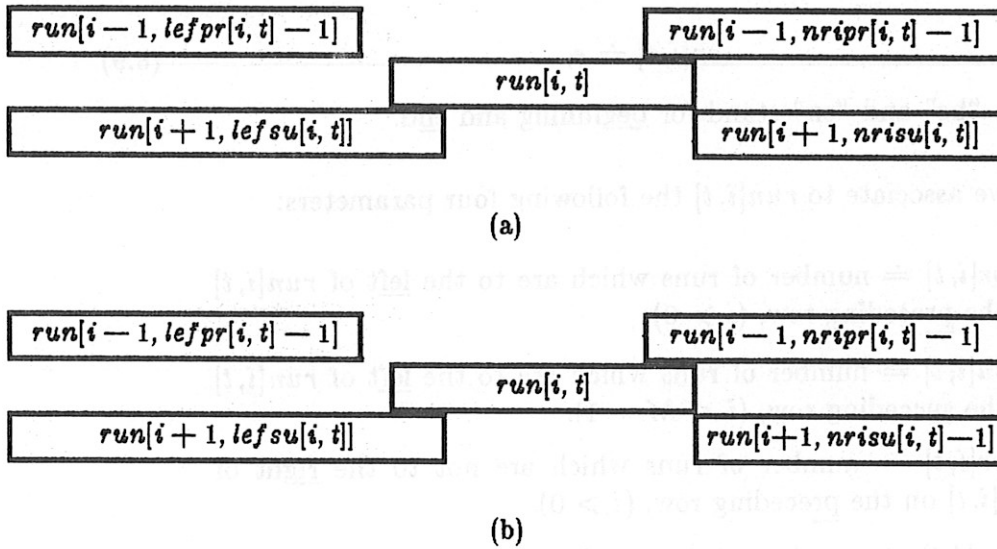 run[i − 1, lefpr[i, t] − 1] run[i − 1, nripr[i, t] − 1]
run[i, t]
run[i + 1, lefsu[i, t]] run[i + 1, nrisu[i, t]]
(a)
run[i − 1, lefpr[i, t] − 1] run[i − 1, nripr[i, t] − 1]
run[i, t]
run[i + 1, lefsu[i, t]] run[i+1, nrisu[i, t]−1]
(b)